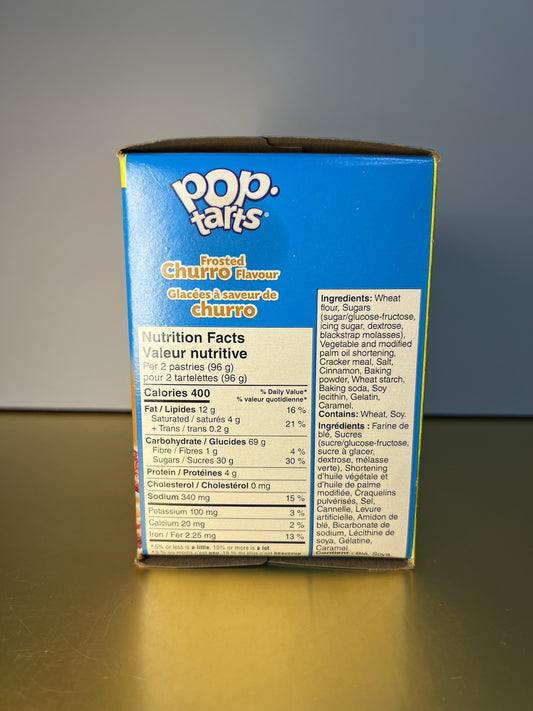 pop.
tarts®
Frosted
Churro Flavour
Glacées à saveur de
churro
Nutrition Facts
Valeur nutritive
Per 2 pastries (96 g)
pour 2 tartelettes (96 g)
Calories 400 % Daily Value*
% valeur quotidienne*
Fat / Lipides 12 g 16 %
Saturated / saturés 4 g
+ Trans / trans 0.2 g 21 %
Carbohydrate / Glucides 69 g
Fibre / Fibres 1 g 4 %
Sugars / Sucres 30 g 30 %
Protein / Protéines 4 g
Cholesterol / Cholestérol 0 mg
Sodium 340 mg 15 %
Potassium 100 mg 3 %
Calcium 20 mg 2 %
Iron / Fer 2.25 mg 13 %
*5% or less is a little, 15% or more is a lot
Ingredients: Wheat
flour, Sugars
(sugar/glucose-fructose,
icing sugar, dextrose,
blackstrap molasses),
Vegetable and modified
palm oil shortening,
Cracker meal, Salt,
Cinnamon, Baking
powder, Wheat starch,
Baking soda, Soy
lecithin, Gelatin,
Caramel.
Contains: Wheat, Soy.
Ingrédients : Farine de
blé, Sucres
(sucre/glucose-fructose,
sucre à glacer,
dextrose, mélasse
verte), Shortening
d'huile végétale et
d'huile de palme
modifiée, Craquelins
pulvérisés, Sel,
Cannelle, Levure
artificielle, Amidon de
blé, Bicarbonate de
sodium, Lécithine de
soya, Gélatine,
Caramel.
Contient : Blé, Soya.